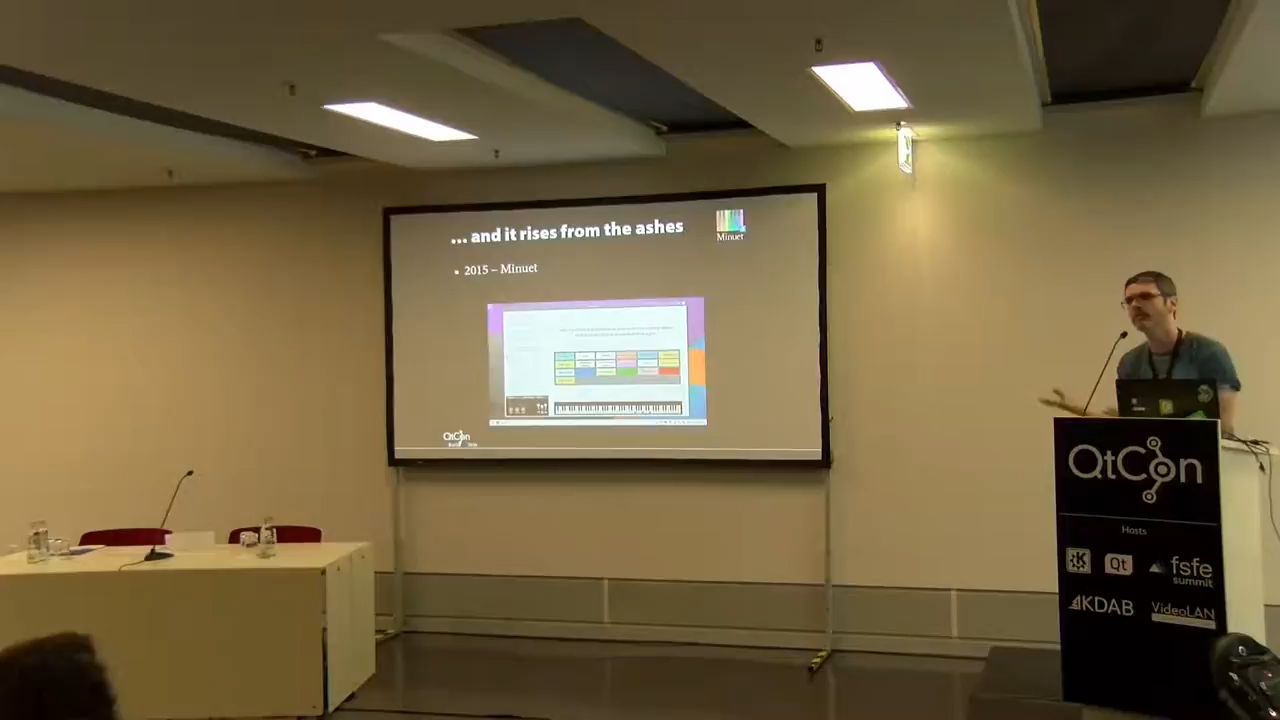 ... and it rises from the ashes
Minuet
• 2015 – Minuet
QtCon
QtCon
Hosts
Qt
fsfe
summit
KDAB
VideoLAN